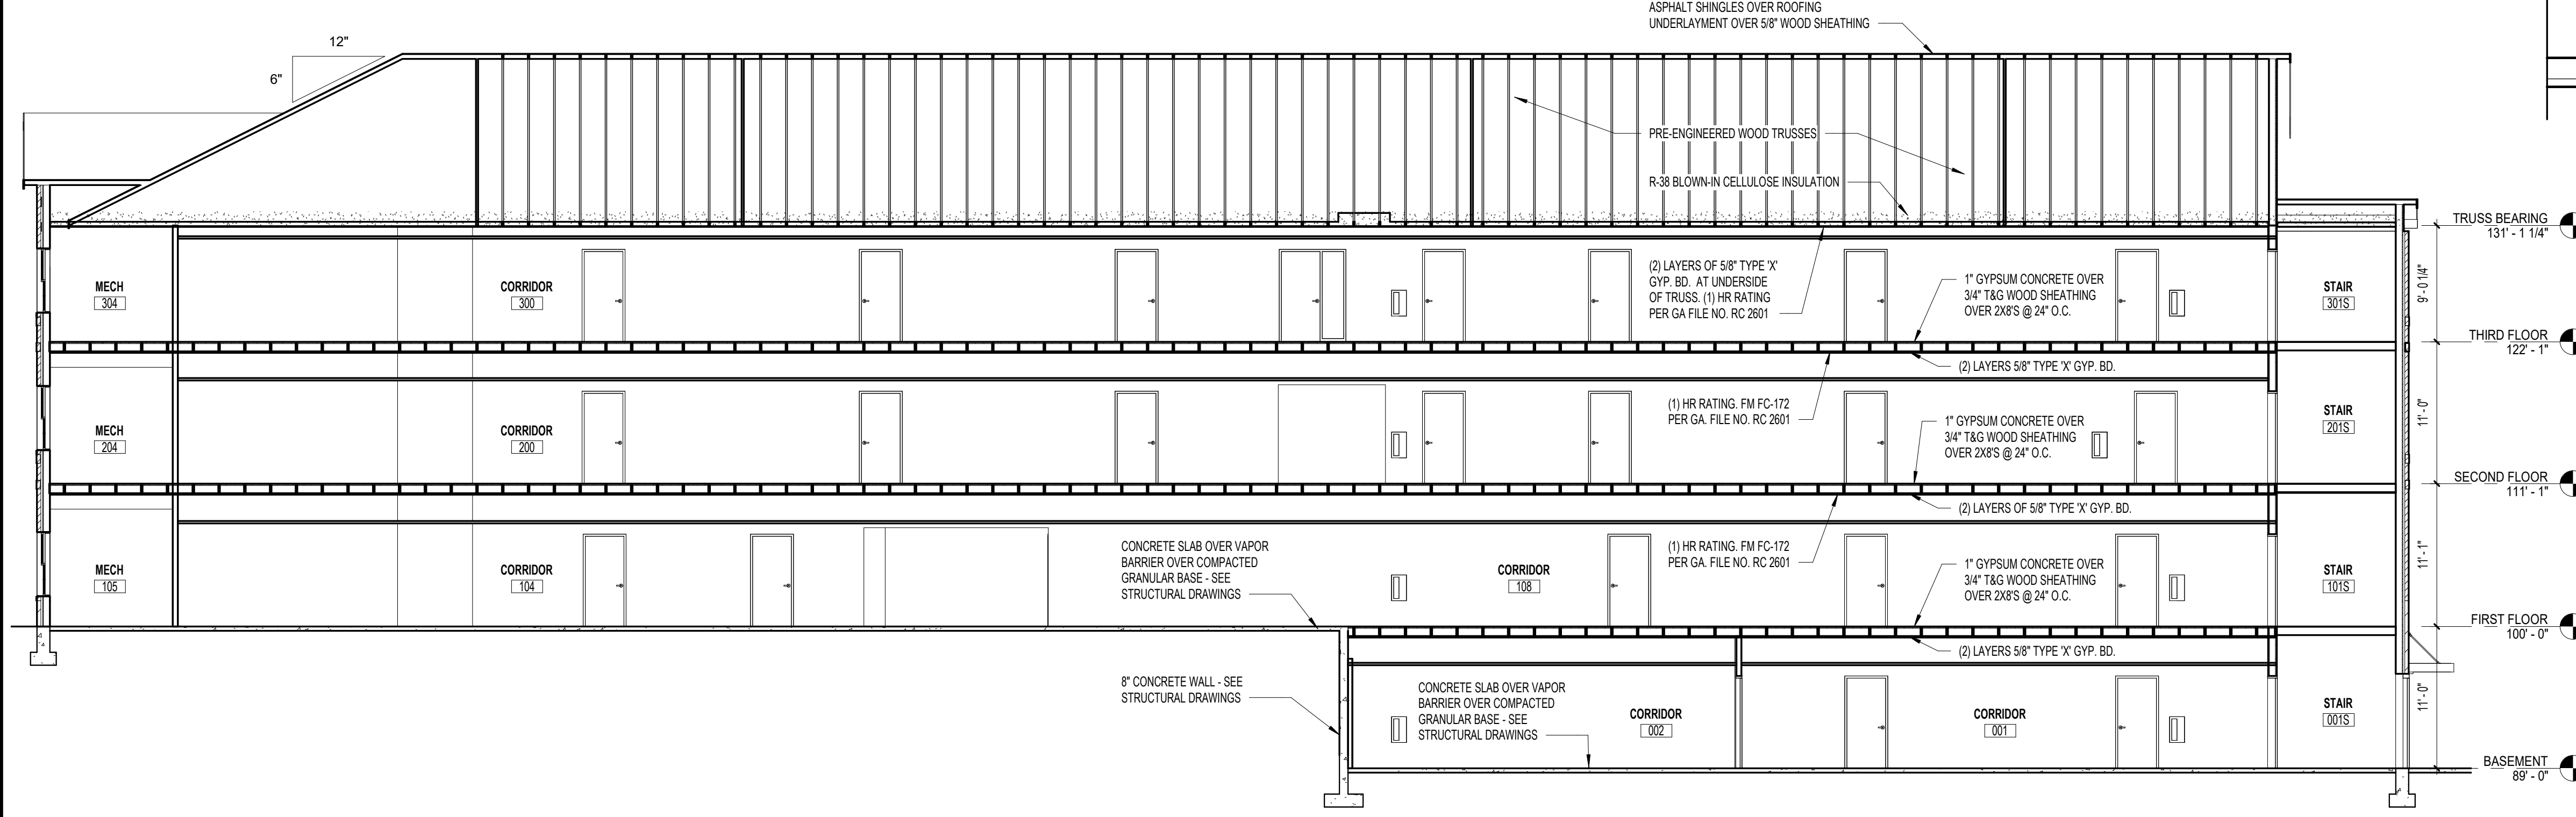 ASPHALT SHINGLES OVER ROOFING
UNDERLAYMENT OVER 5/8" WOOD SHEATHING
12"
6"
PRE-ENGINEERED WOOD TRUSSES
R-38 BLOWN-IN CELLULOSE INSULATION
TRUSS BEARING
131' - 1 1/4"
MECH
304
CORRIDOR
300
(2) LAYERS OF 5/8" TYPE 'X'
GYP. BD. AT UNDERSIDE
OF TRUSS. (1) HR RATING
PER GA FILE NO. RC 2601
1" GYPSUM CONCRETE OVER
3/4" T&G WOOD SHEATHING
OVER 2X8'S @ 24" O.C.
STAIR
301S
9' - 0 1/4"
THIRD FLOOR
122' - 1"
(2) LAYERS 5/8" TYPE 'X' GYP. BD.
MECH
204
CORRIDOR
200
(1) HR RATING. FM FC-172
PER GA. FILE NO. RC 2601
1" GYPSUM CONCRETE OVER
3/4" T&G WOOD SHEATHING
OVER 2X8'S @ 24" O.C.
STAIR
201S
11' - 0"
SECOND FLOOR
111' - 1"
(2) LAYERS OF 5/8" TYPE 'X' GYP. BD.
MECH
105
CORRIDOR
104
CONCRETE SLAB OVER VAPOR
BARRIER OVER COMPACTED
GRANULAR BASE - SEE
STRUCTURAL DRAWINGS
CORRIDOR
108
(1) HR RATING. FM FC-172
PER GA. FILE NO. RC 2601
1" GYPSUM CONCRETE OVER
3/4" T&G WOOD SHEATHING
OVER 2X8'S @ 24" O.C.
STAIR
101S
11' - 1"
FIRST FLOOR
100' - 0"
(2) LAYERS 5/8" TYPE 'X' GYP. BD.
8" CONCRETE WALL - SEE
STRUCTURAL DRAWINGS
CONCRETE SLAB OVER VAPOR
BARRIER OVER COMPACTED
GRANULAR BASE - SEE
STRUCTURAL DRAWINGS
CORRIDOR
002
CORRIDOR
001
STAIR
001S
11' - 0"
BASEMENT
89' - 0"